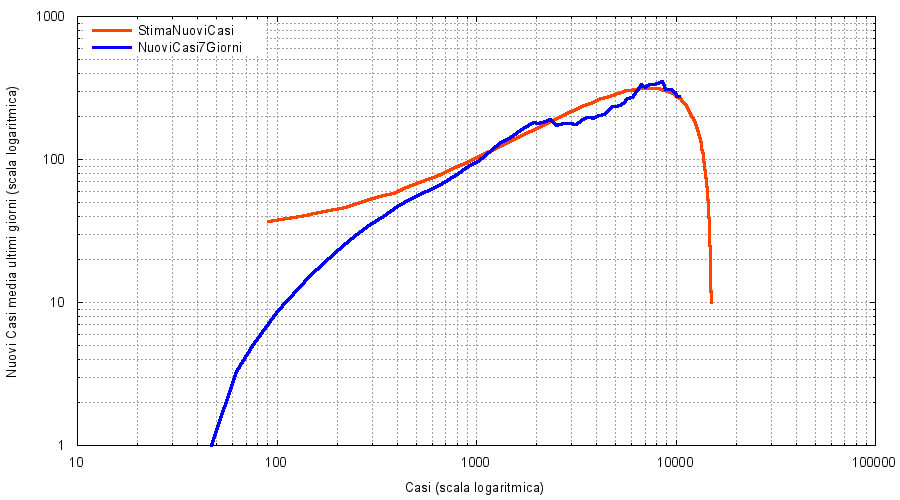 1000
StimaNuoviCasi
NuoviCasi7Giorni
100
10
1
Nuovi Casi media ultimi giorni (scala logaritmica)
10 100 1000 10000 100000
Casi (scala logaritmica)